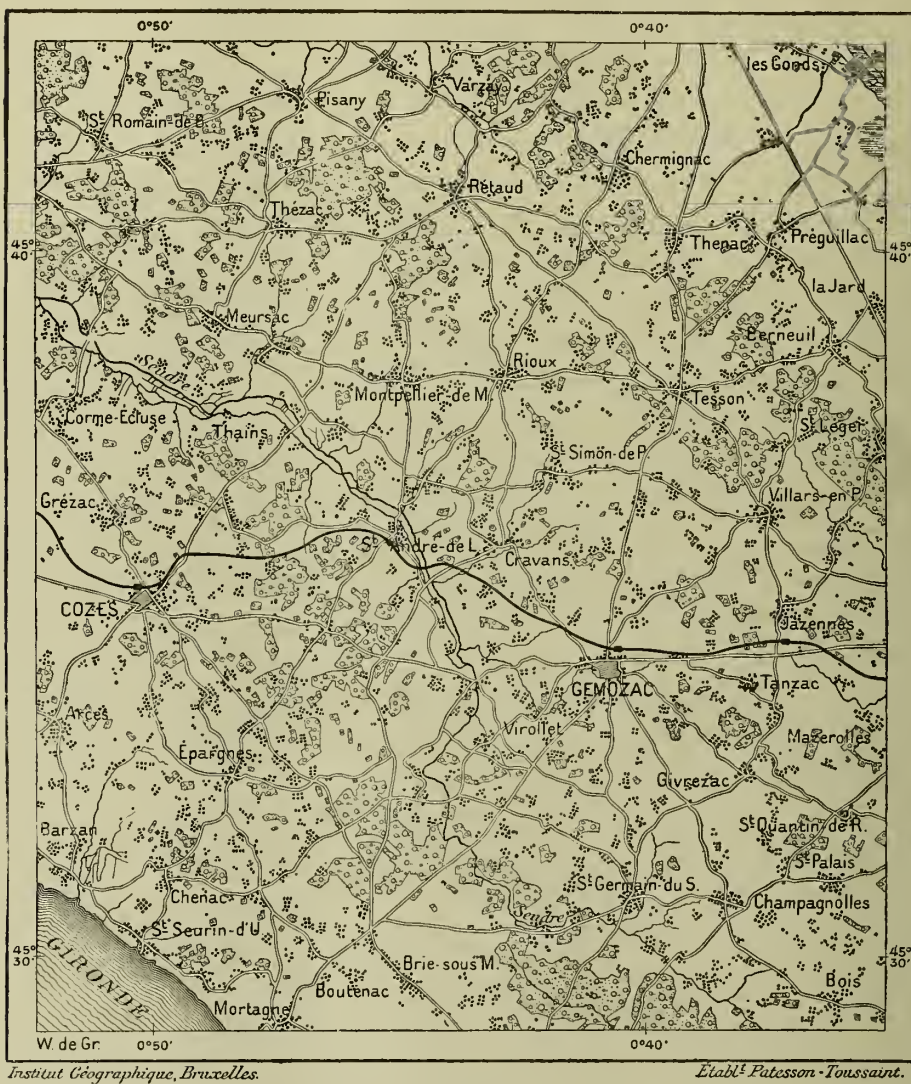 0°50' 0°40'
les Gonds
Varzay
Pisany
St Romain-de-B.
Chermignac
Rétaud
Thézac
Préguillac
Thenac
45°
40'
45°
40'
la Jard
Meursac
Berneuil
Rioux
Seudre
Montpellier-de M.
Tesson
Corme-Écluse
Thains
St Léger
St Simon-de P.
Grézac
Villars-en P.
St Andre-de L.
Cravans
COZES
Jazennes
GEMOZAC
Tanzac
Arces
Virollet
Mazerolles
Épargnes
Givrezac
Barzan
St Quantin-de R.
St Palais
St Germain-du S.
Chenac
Champagnolles
Seudre
St Seurin-d'U.
45°
30'
45°
30'
GIRONDE
Brie-sous M.
Boutenac
Bois
Mortagne
W. de Gr. 0°50' 0°40'
Institut Géographique, Bruxelles. Établt Patesson-Toussaint.